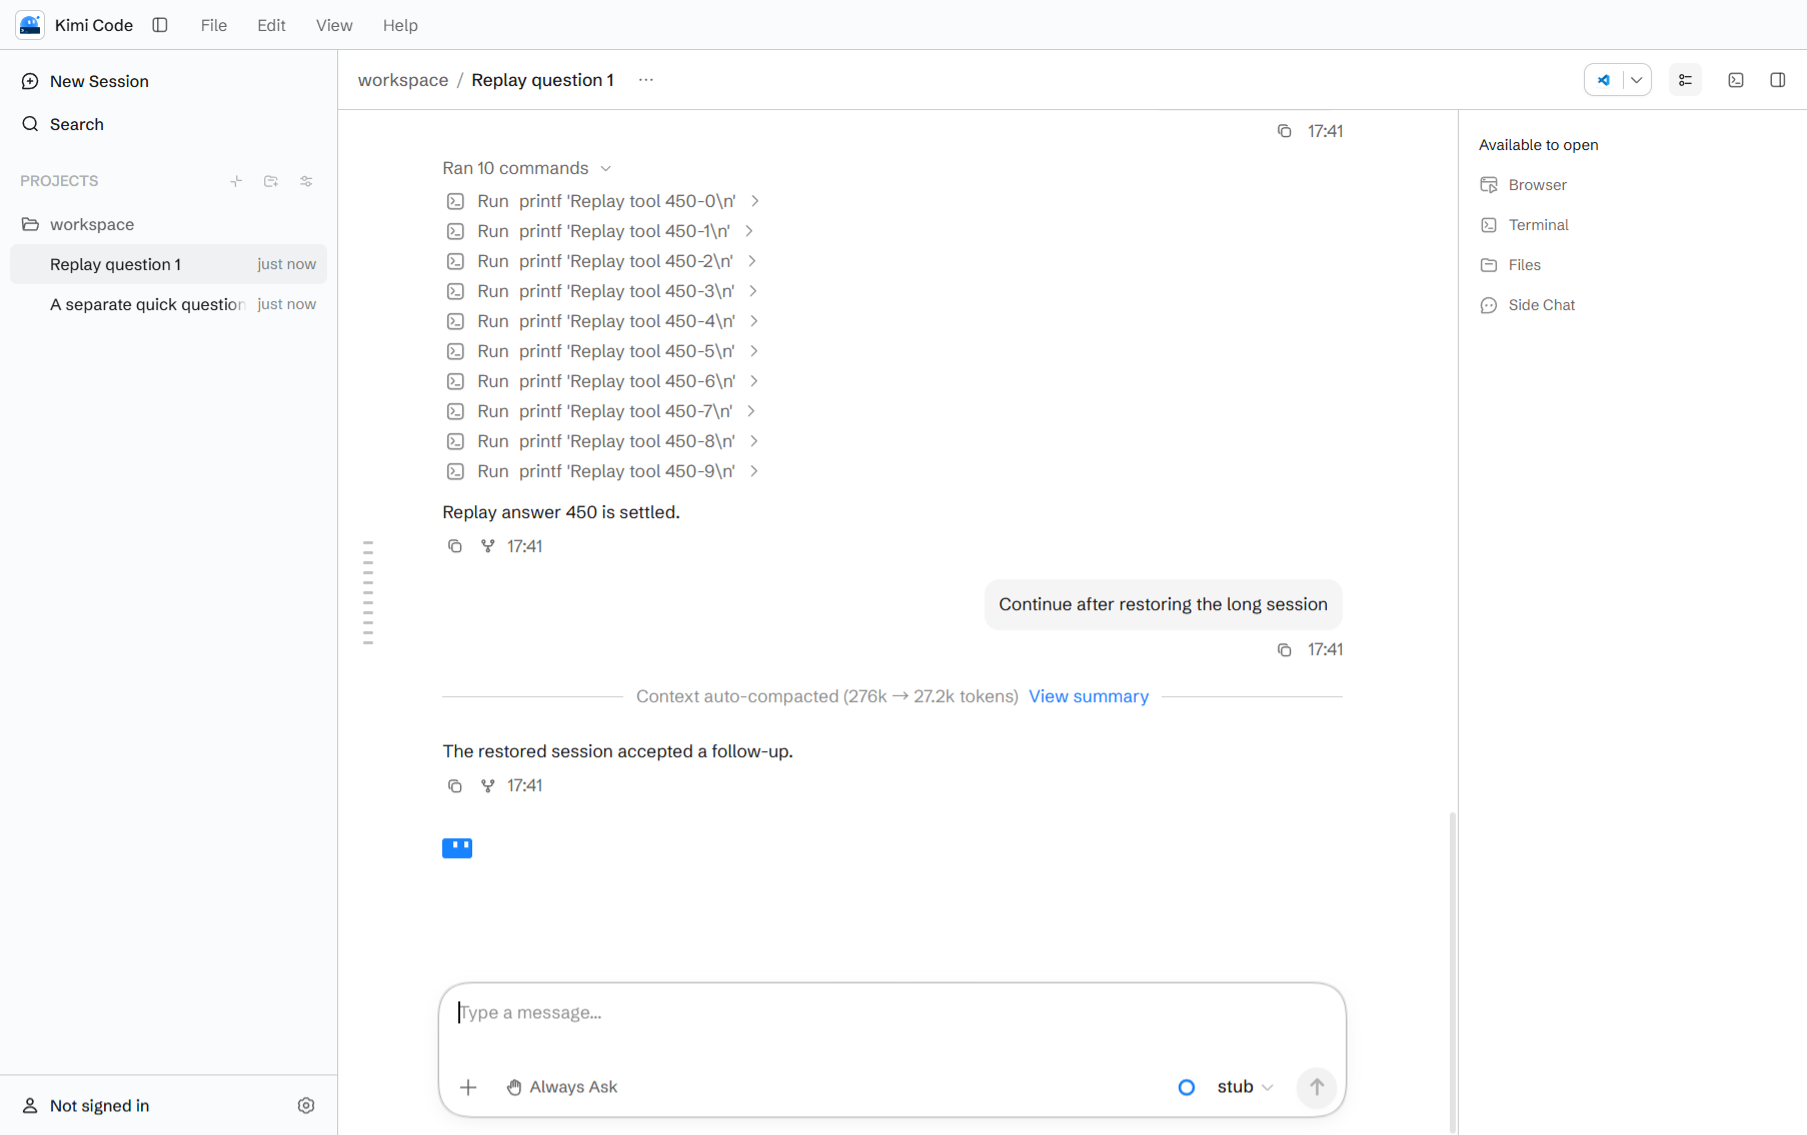 Kimi Code
File
Edit
View
Help
New Session
Search
PROJECTS
workspace
Replay question 1 just now
A separate quick question just now
Not signed in
workspace / Replay question 1 ...
17:41
Ran 10 commands
Run printf 'Replay tool 450-0\n'
Run printf 'Replay tool 450-1\n'
Run printf 'Replay tool 450-2\n'
Run printf 'Replay tool 450-3\n'
Run printf 'Replay tool 450-4\n'
Run printf 'Replay tool 450-5\n'
Run printf 'Replay tool 450-6\n'
Run printf 'Replay tool 450-7\n'
Run printf 'Replay tool 450-8\n'
Run printf 'Replay tool 450-9\n'
Replay answer 450 is settled.
17:41
Continue after restoring the long session
17:41
Context auto-compacted (276k → 27.2k tokens) View summary
The restored session accepted a follow-up.
17:41
Type a message...
Always Ask
stub
Available to open
Browser
Terminal
Files
Side Chat